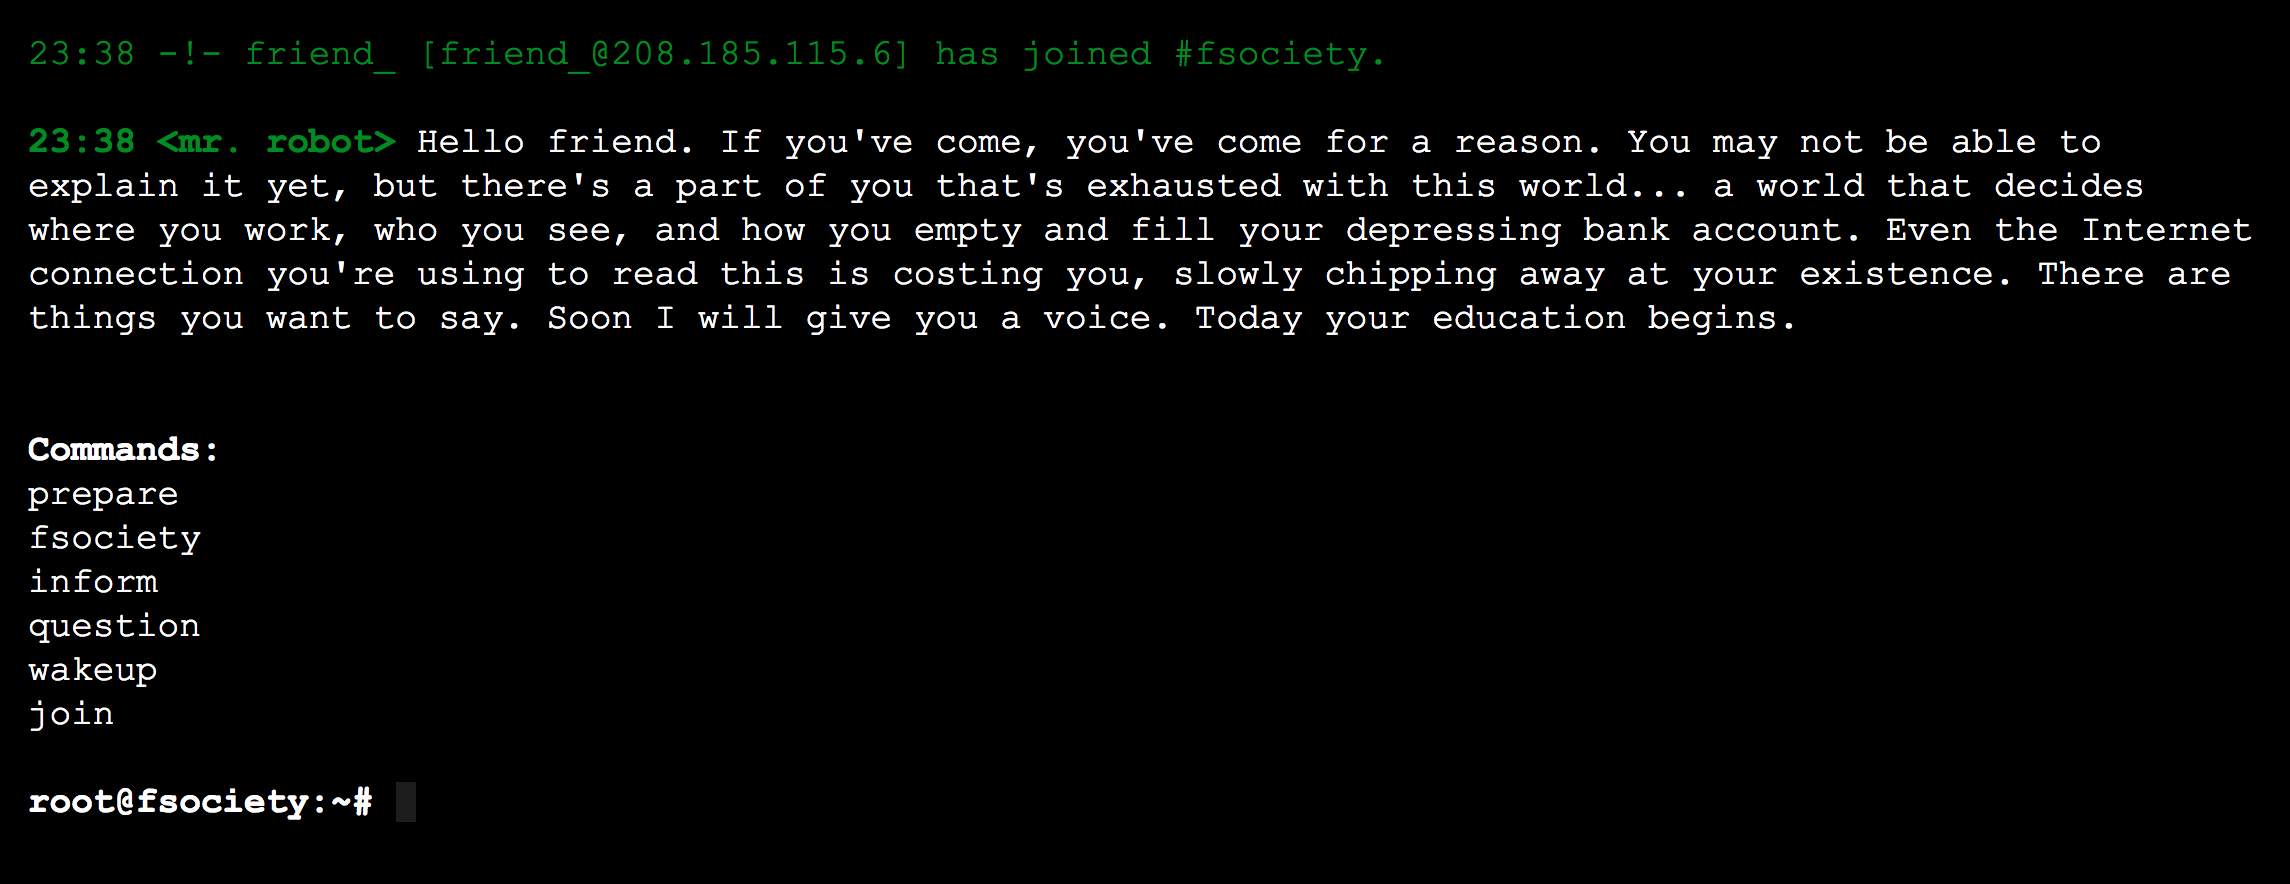 23:38 -!- friend_ [friend_@208.185.115.6] has joined #fsociety.
23:38 <mr. robot> Hello friend. If you've come, you've come for a reason. You may not be able to
explain it yet, but there's a part of you that's exhausted with this world... a world that decides
where you work, who you see, and how you empty and fill your depressing bank account. Even the Internet
connection you're using to read this is costing you, slowly chipping away at your existence. There are
things you want to say. Soon I will give you a voice. Today your education begins.
Commands:
prepare
fsociety
inform
question
wakeup
join
root@fsociety:~#